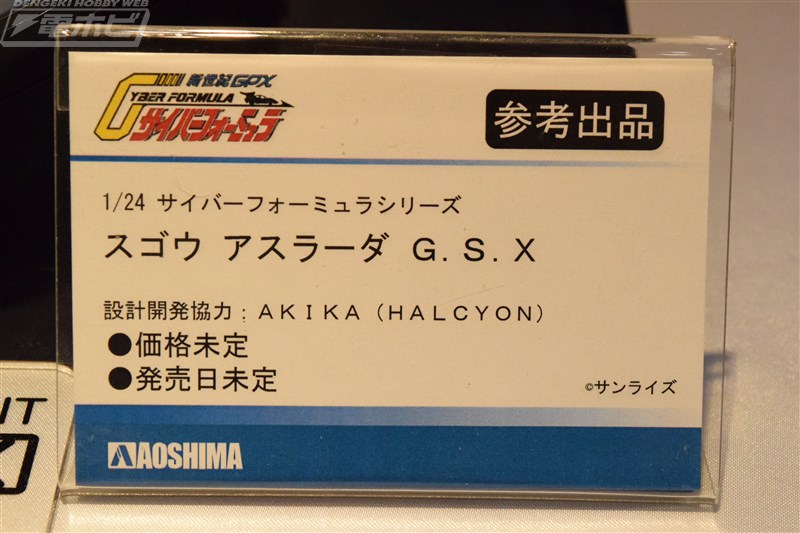 DENGEKI HOBBY WEB
電ホビ
新世紀GPX
CYBER FORMULA
サイバーフォーミュラ
参考出品
1/24 サイバーフォーミュラシリーズ
スゴウ アスラーダ G.S.X
設計開発協力:AKIKA(HALCYON)
●価格未定
●発売日未定
©サンライズ
AOSHIMA